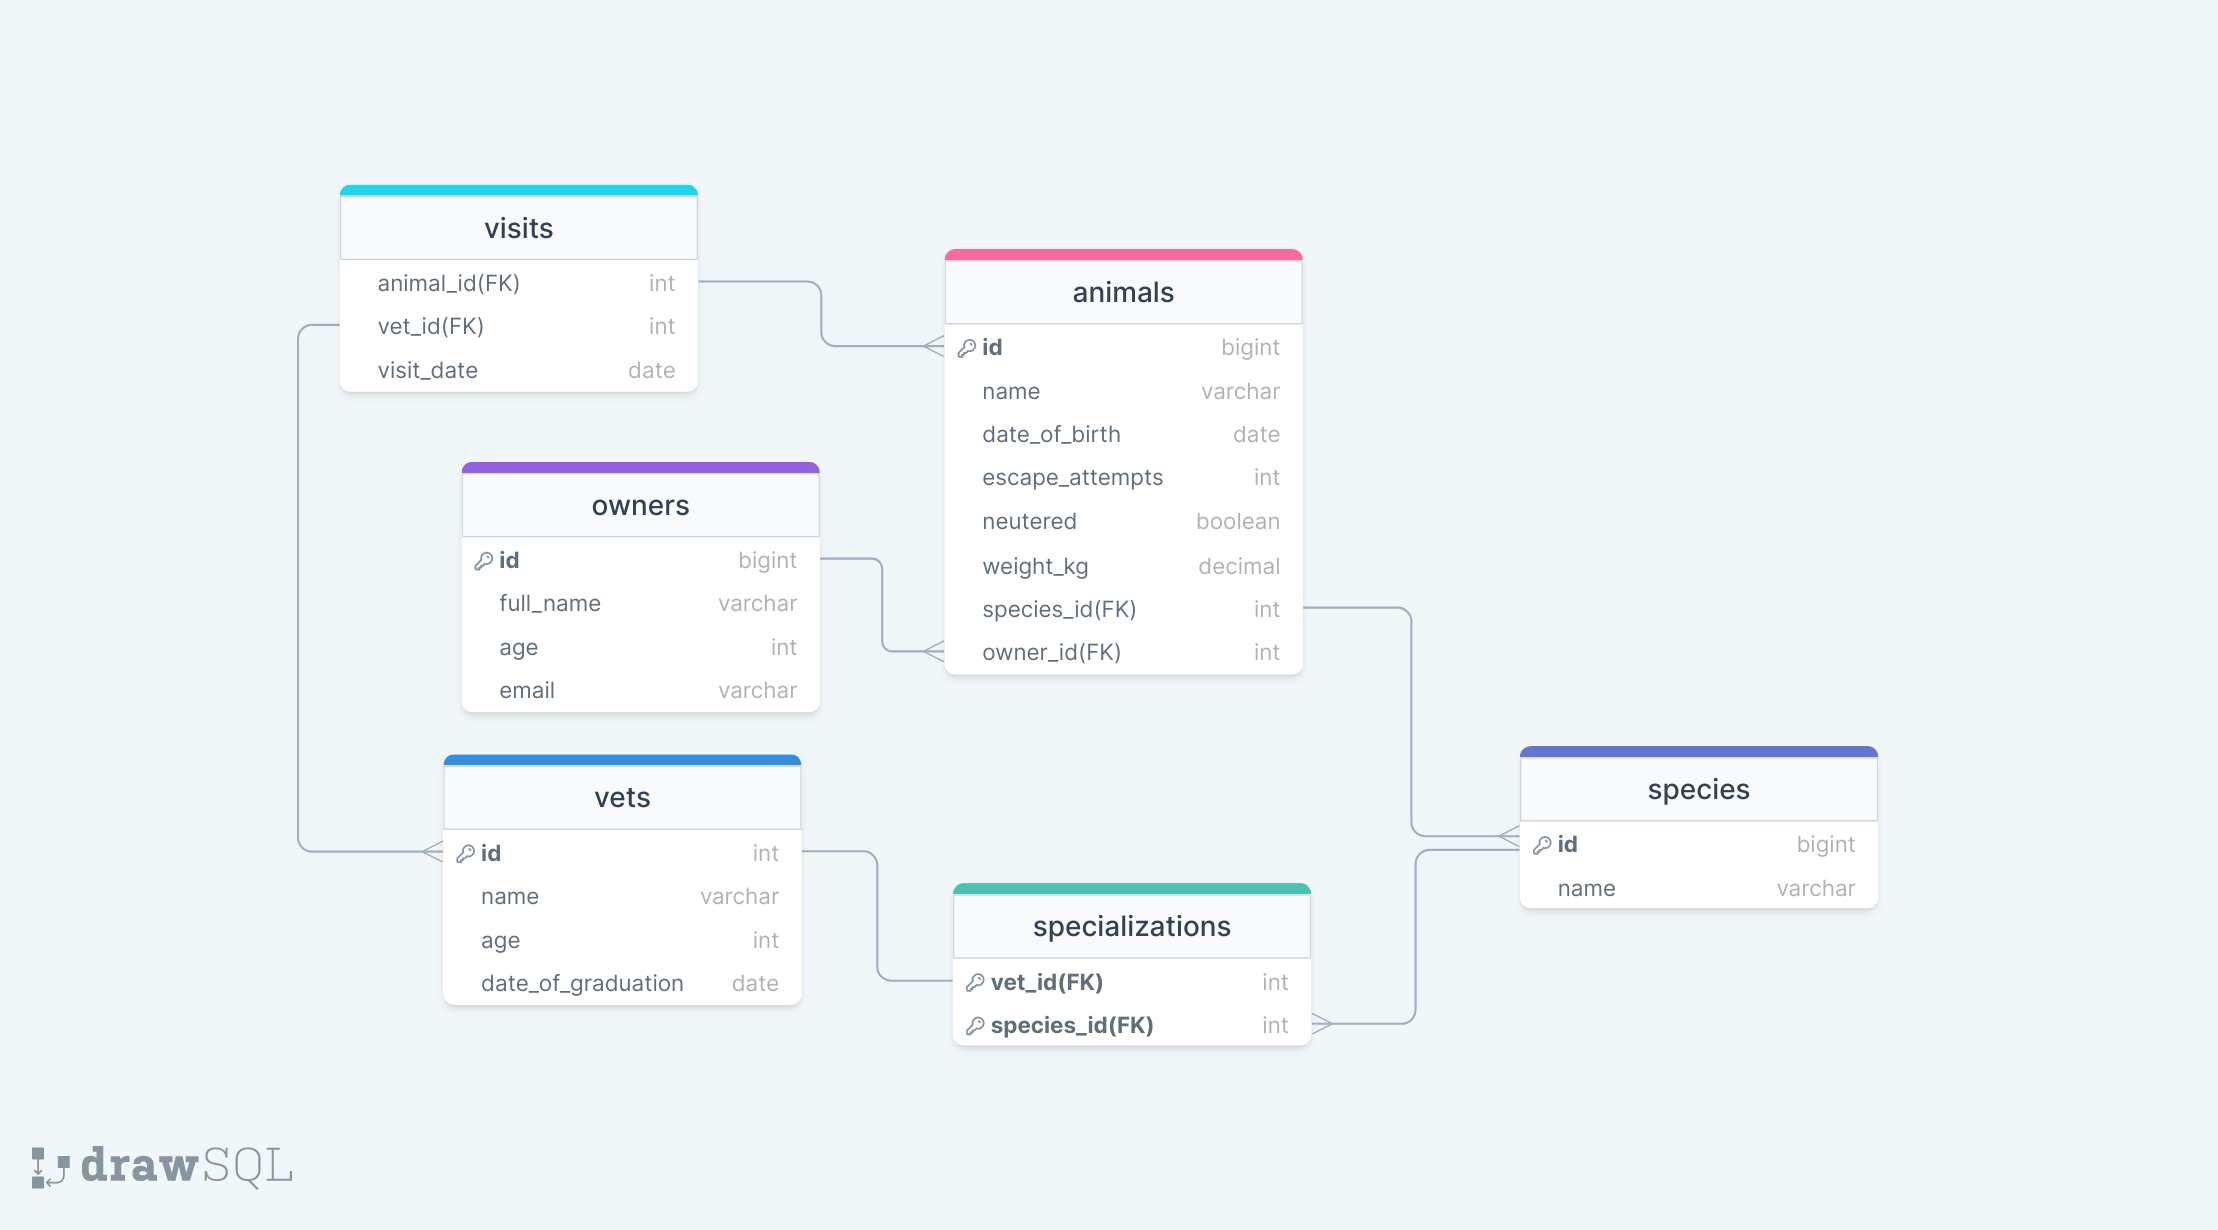 visits
animal_id(FK) int
vet_id(FK) int
visit_date date
animals
id bigint
name varchar
date_of_birth date
escape_attempts int
neutered boolean
weight_kg decimal
species_id(FK) int
owner_id(FK) int
owners
id bigint
full_name varchar
age int
email varchar
vets
id int
name varchar
age int
date_of_graduation date
specializations
vet_id(FK) int
species_id(FK) int
species
id bigint
name varchar
drawSQL